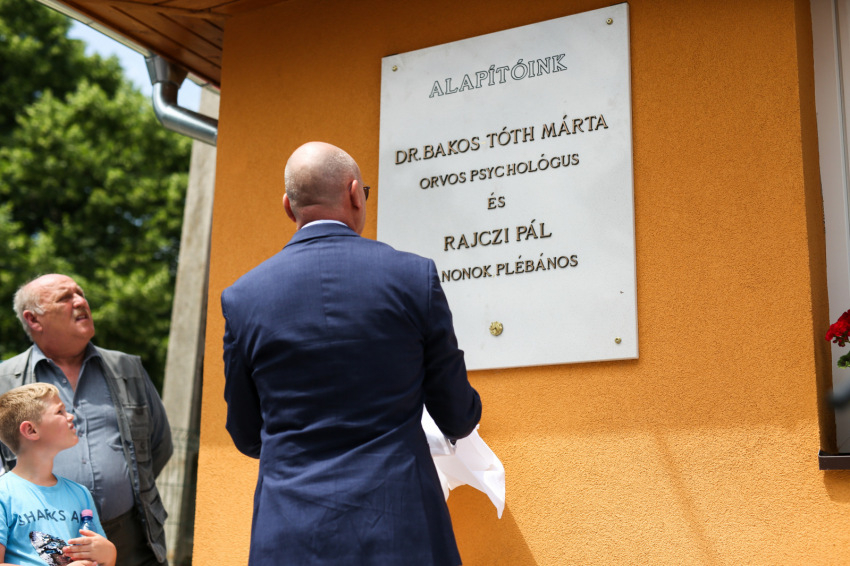 ALAPÍTÓINK
DR. BAKOS TÓTH MÁRTA
ORVOS PSYCHOLÓGUS
ÉS
RAJCZI PÁL
NONOK PLÉBÁNOS
SHARKS A